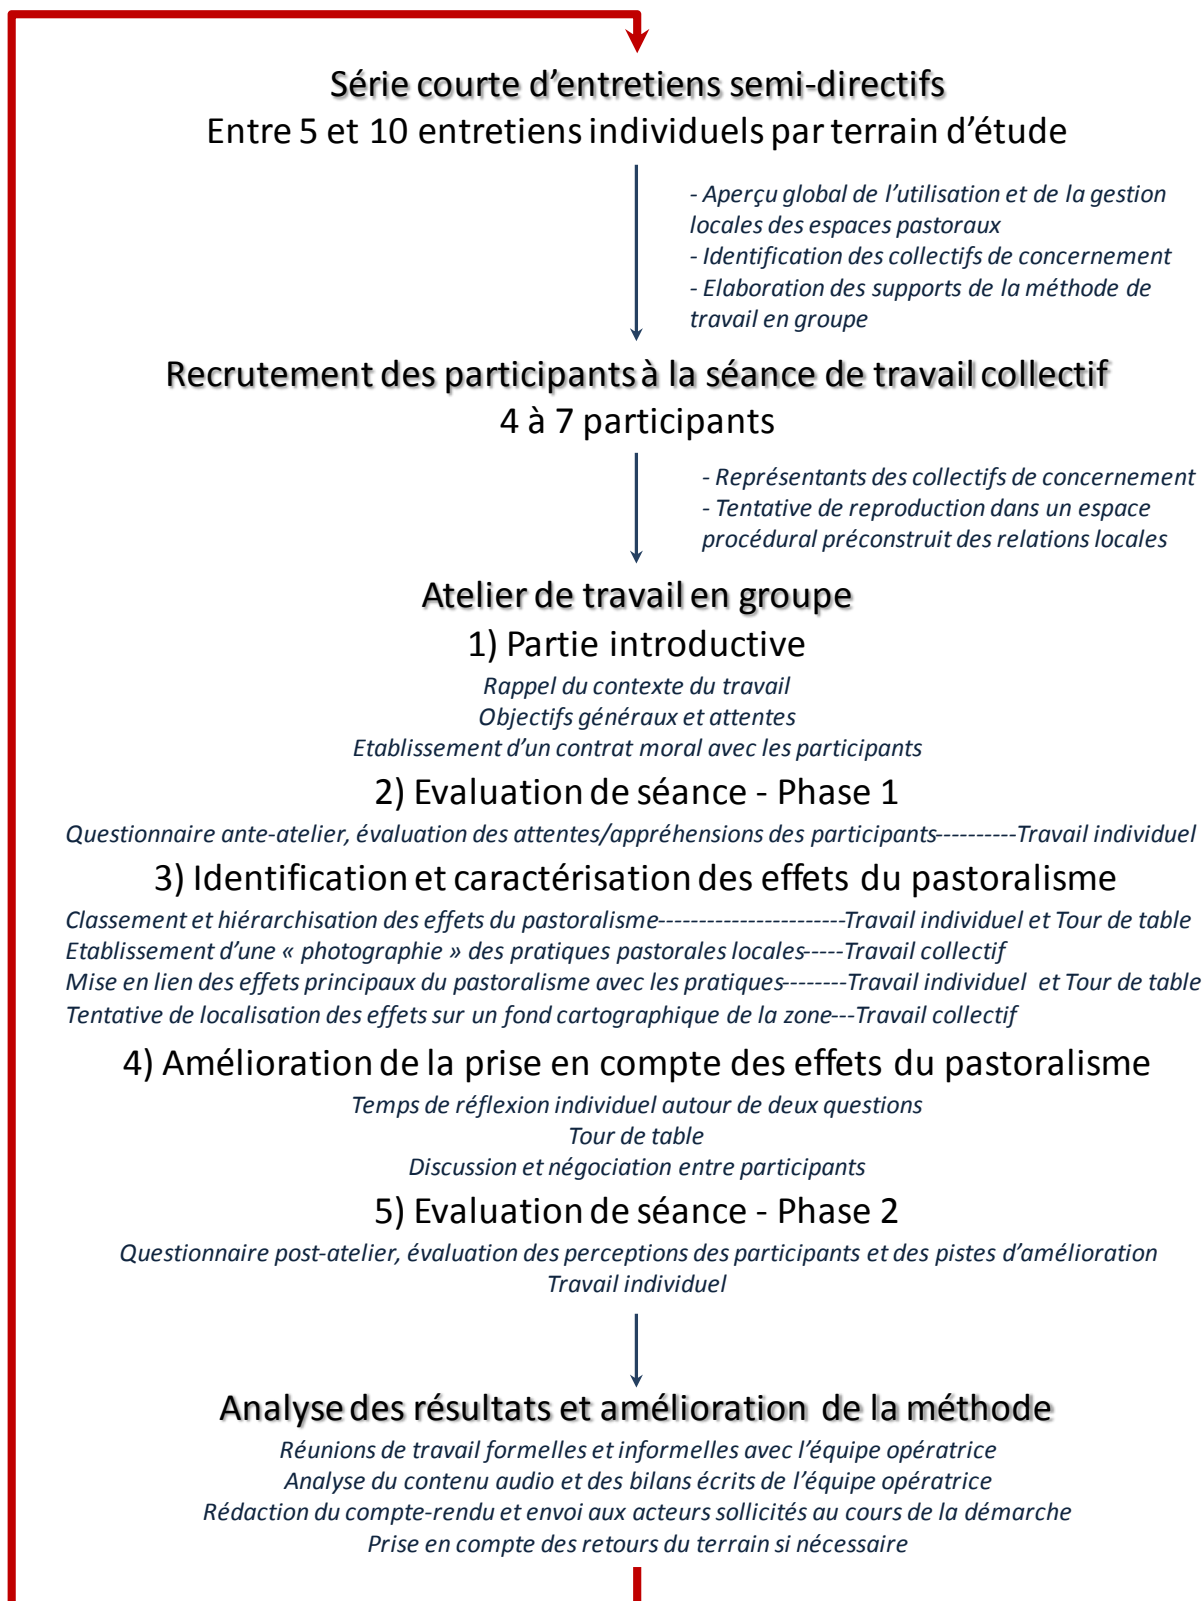 Série courte d’entretiens semi-directifs
Entre 5 et 10 entretiens individuels par terrain d’étude
- Aperçu global de l’utilisation et de la gestion
locales des espaces pastoraux
- Identification des collectifs de concernement
- Elaboration des supports de la méthode de
travail en groupe
Recrutement des participants à la séance de travail collectif
4 à 7 participants
- Représentants des collectifs de concernement
- Tentative de reproduction dans un espace
procédural préconstruit des relations locales
Atelier de travail en groupe
1) Partie introductive
Rappel du contexte du travail
Objectifs généraux et attentes
Etablissement d’un contrat moral avec les participants
2) Evaluation de séance - Phase 1
Questionnaire ante-atelier, évaluation des attentes/appréhensions des participants----------Travail individuel
3) Identification et caractérisation des effets du pastoralisme
Classement et hiérarchisation des effets du pastoralisme-----------------------Travail individuel et Tour de table
Etablissement d’une « photographie » des pratiques pastorales locales-----Travail collectif
Mise en lien des effets principaux du pastoralisme avec les pratiques--------Travail individuel et Tour de table
Tentative de localisation des effets sur un fond cartographique de la zone---Travail collectif
4) Amélioration de la prise en compte des effets du pastoralisme
Temps de réflexion individuel autour de deux questions
Tour de table
Discussion et négociation entre participants
5) Evaluation de séance - Phase 2
Questionnaire post-atelier, évaluation des perceptions des participants et des pistes d’amélioration
Travail individuel
Analyse des résultats et amélioration de la méthode
Réunions de travail formelles et informelles avec l’équipe opératrice
Analyse du contenu audio et des bilans écrits de l’équipe opératrice
Rédaction du compte-rendu et envoi aux acteurs sollicités au cours de la démarche
Prise en compte des retours du terrain si nécessaire